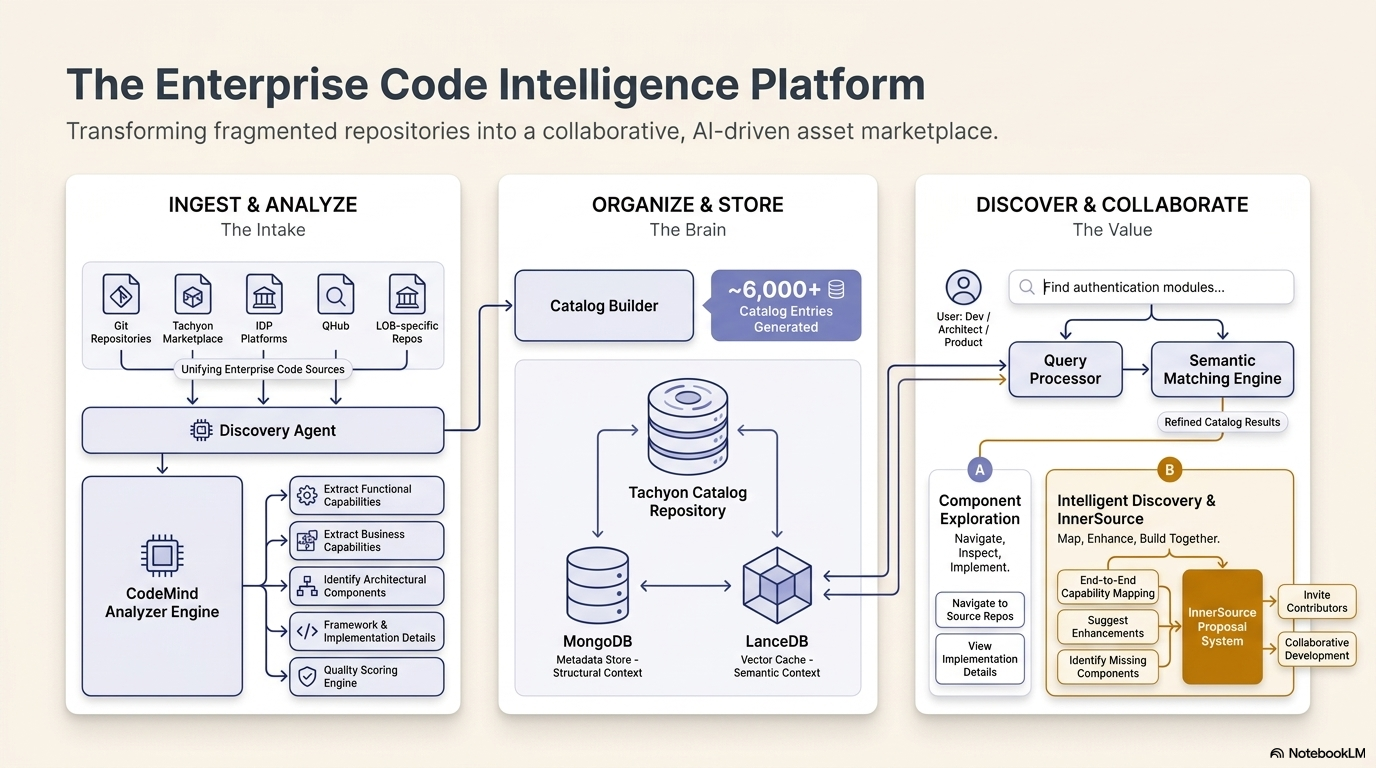 The Enterprise Code Intelligence Platform
Transforming fragmented repositories into a collaborative, AI-driven asset marketplace.
INGEST & ANALYZE
The Intake
Git
Repositories
Tachyon
Marketplace
IDP
Platforms
QHub
LOB-specific
Repos
Unifying Enterprise Code Sources
Discovery Agent
CodeMind
Analyzer Engine
Extract Functional
Capabilities
Extract Business
Capabilities
Identify Architectural
Components
Framework &
Implementation Details
Quality Scoring
Engine
ORGANIZE & STORE
The Brain
Catalog Builder
~6,000+
Catalog Entries
Generated
Tachyon Catalog
Repository
MongoDB
Metadata Store -
Structural Context
LanceDB
Vector Cache -
Semantic Context
DISCOVER & COLLABORATE
The Value
User: Dev /
Architect /
Product
Find authentication modules...
Query
Processor
Semantic
Matching Engine
Refined Catalog Results
A
Component
Exploration
Navigate,
Inspect,
Implement.
Navigate to
Source Repos
View
Implementation
Details
B
Intelligent Discovery &
InnerSource
Map, Enhance, Build Together.
End-to-End
Capability Mapping
Suggest
Enhancements
Identify Missing
Components
InnerSource
Proposal
System
Invite
Contributors
Collaborative
Development
NotebookLM